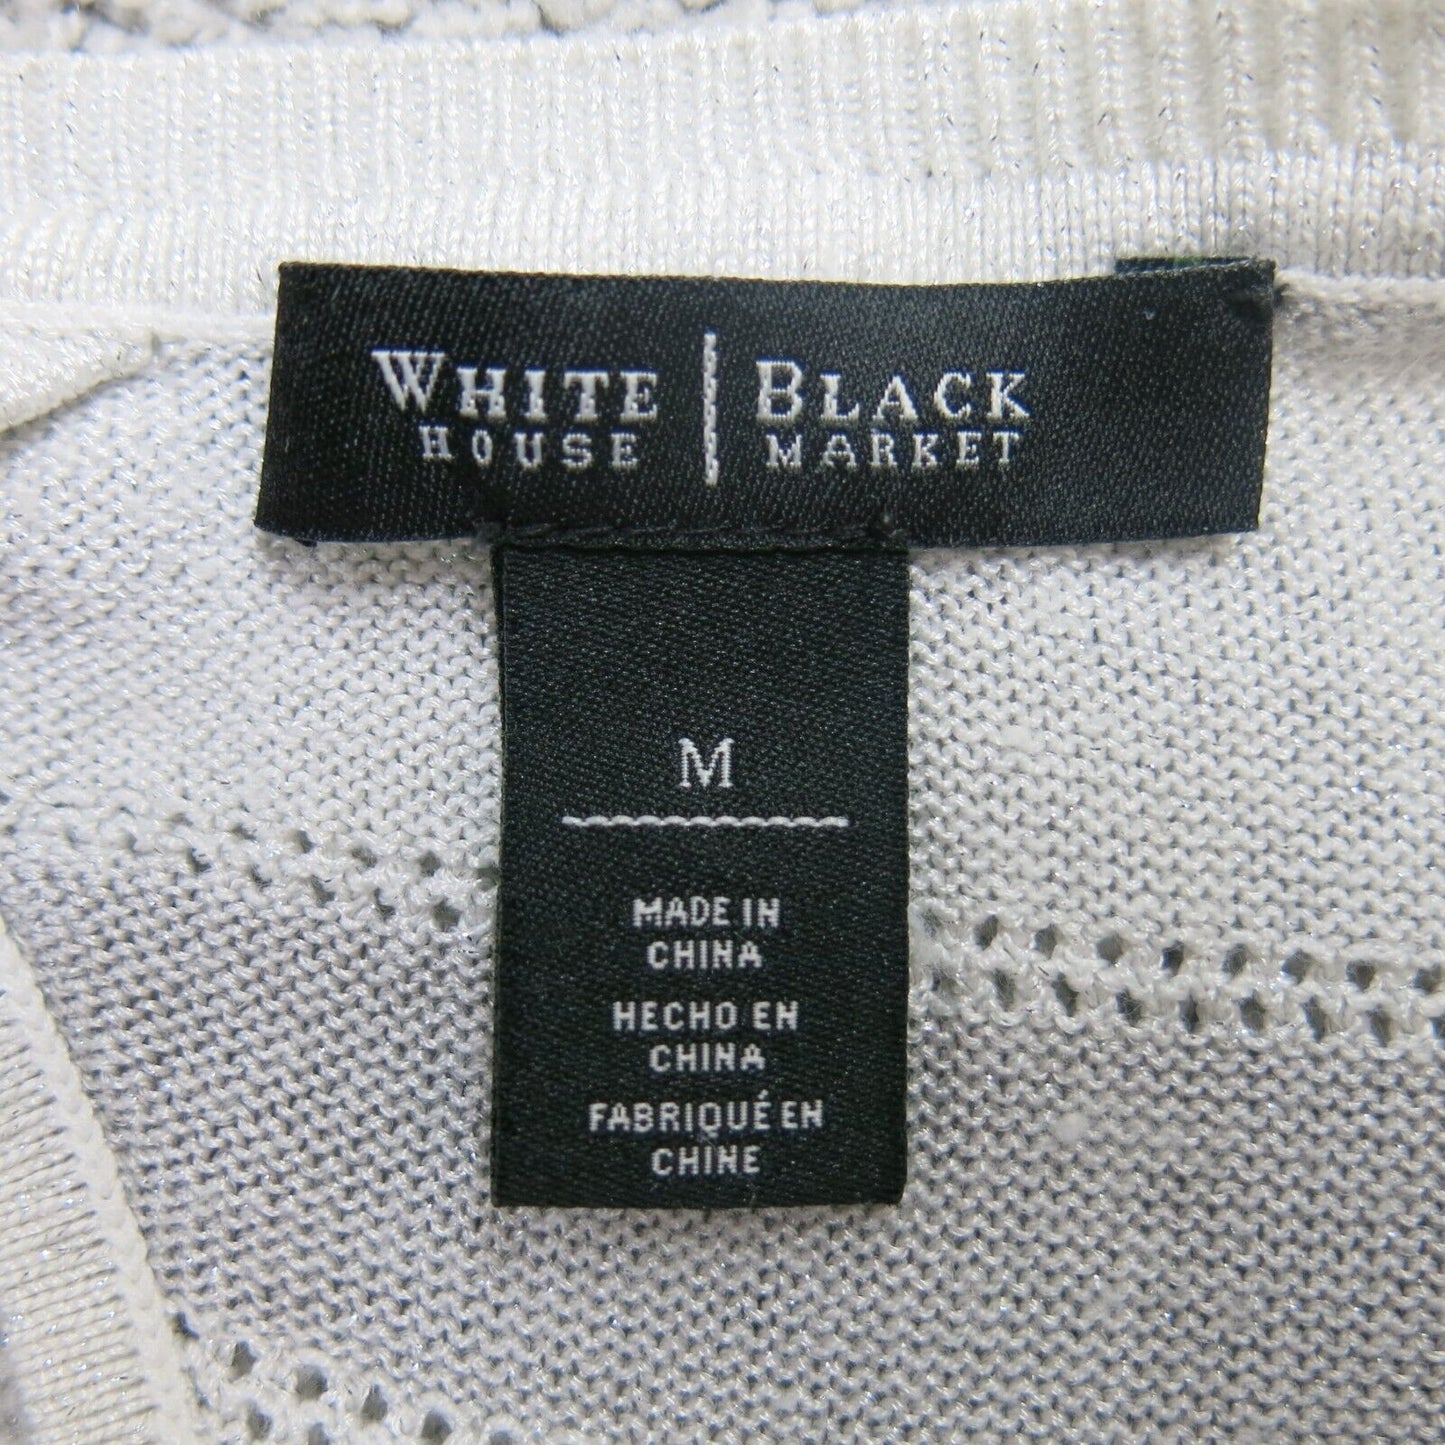 WHITE | BLACK
HOUSE | MARKET
M
MADE IN
CHINA
HECHO EN
CHINA
FABRIQUÉ EN
CHINE